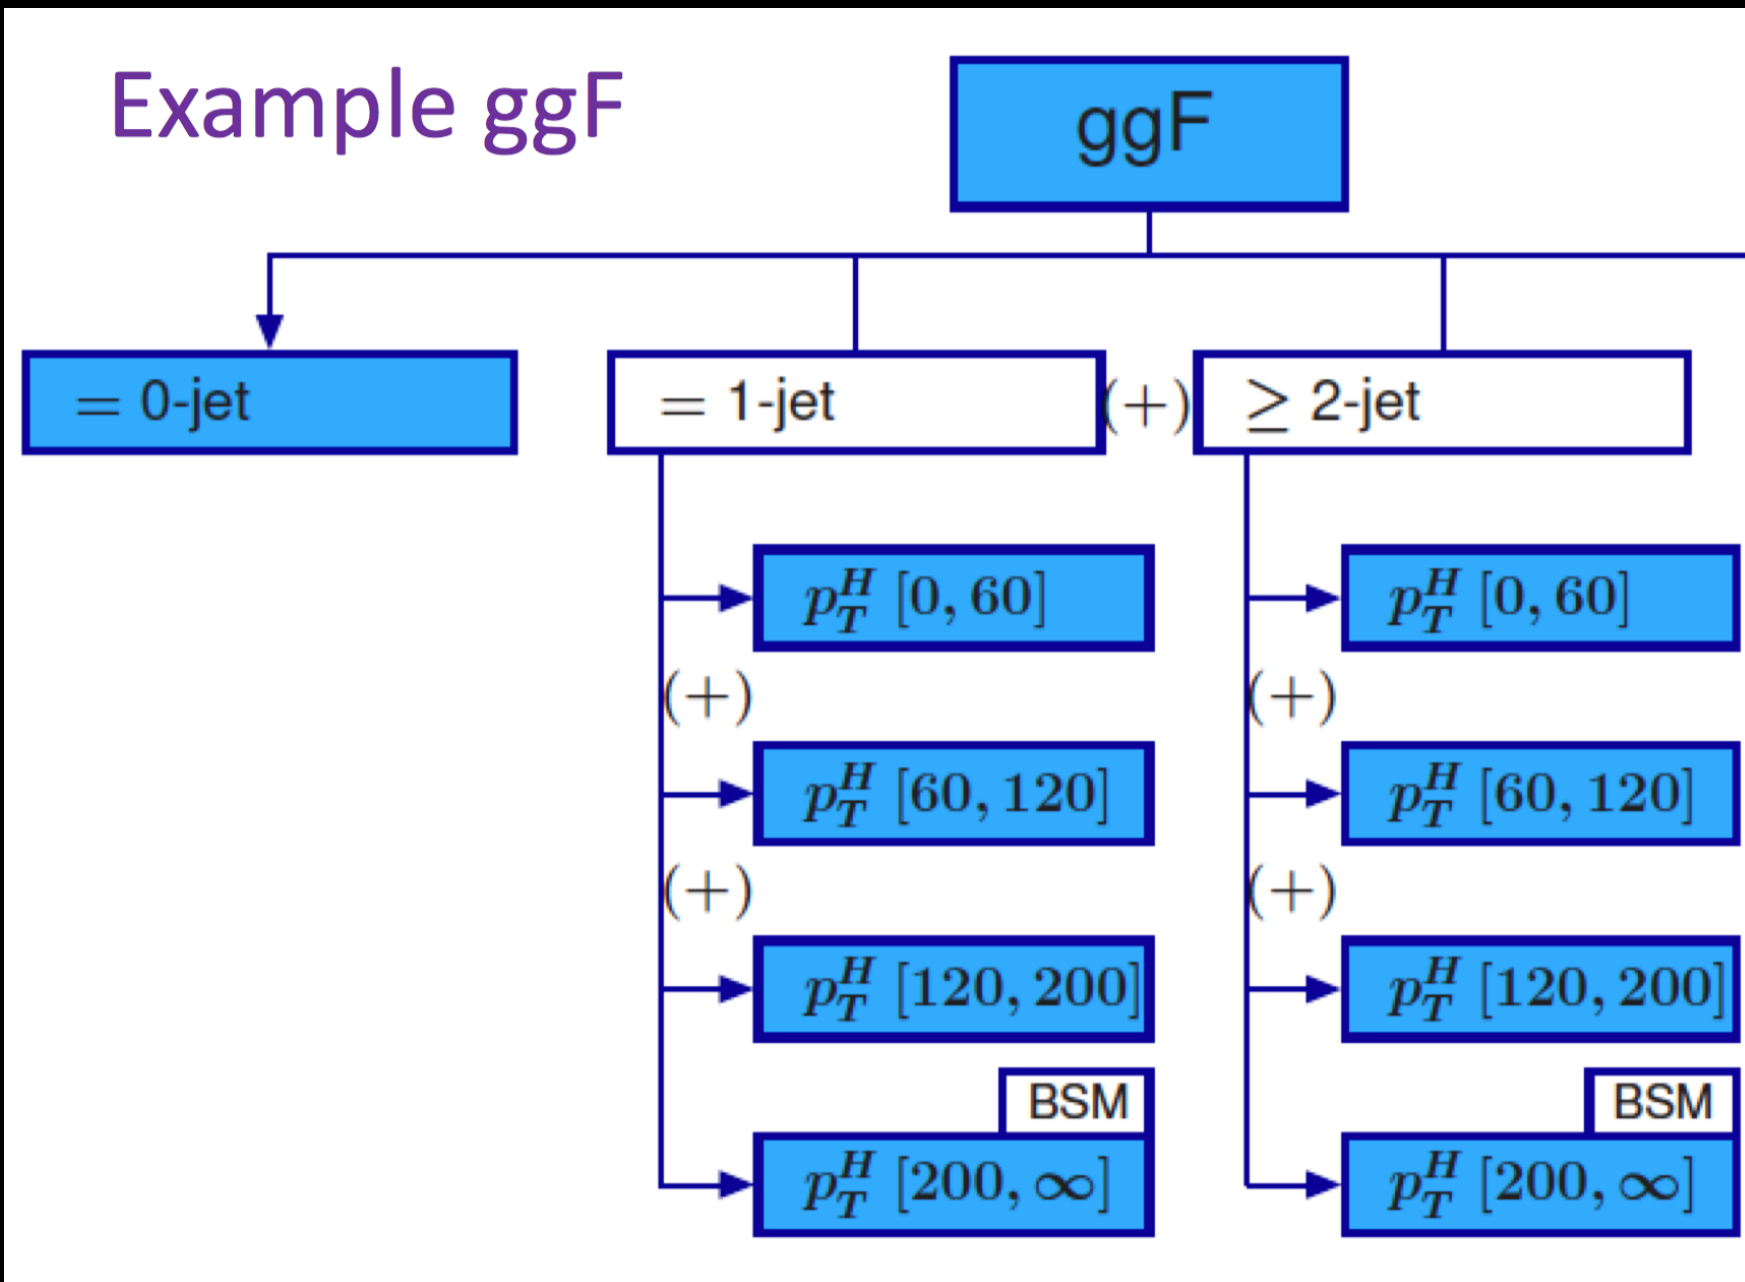 Example ggF
ggF
= 0-jet
= 1-jet
(+)
≥ 2-jet
p_T^H [0, 60]
(+)
p_T^H [60, 120]
(+)
p_T^H [120, 200]
BSM
p_T^H [200, ∞]
p_T^H [0, 60]
(+)
p_T^H [60, 120]
(+)
p_T^H [120, 200]
BSM
p_T^H [200, ∞]